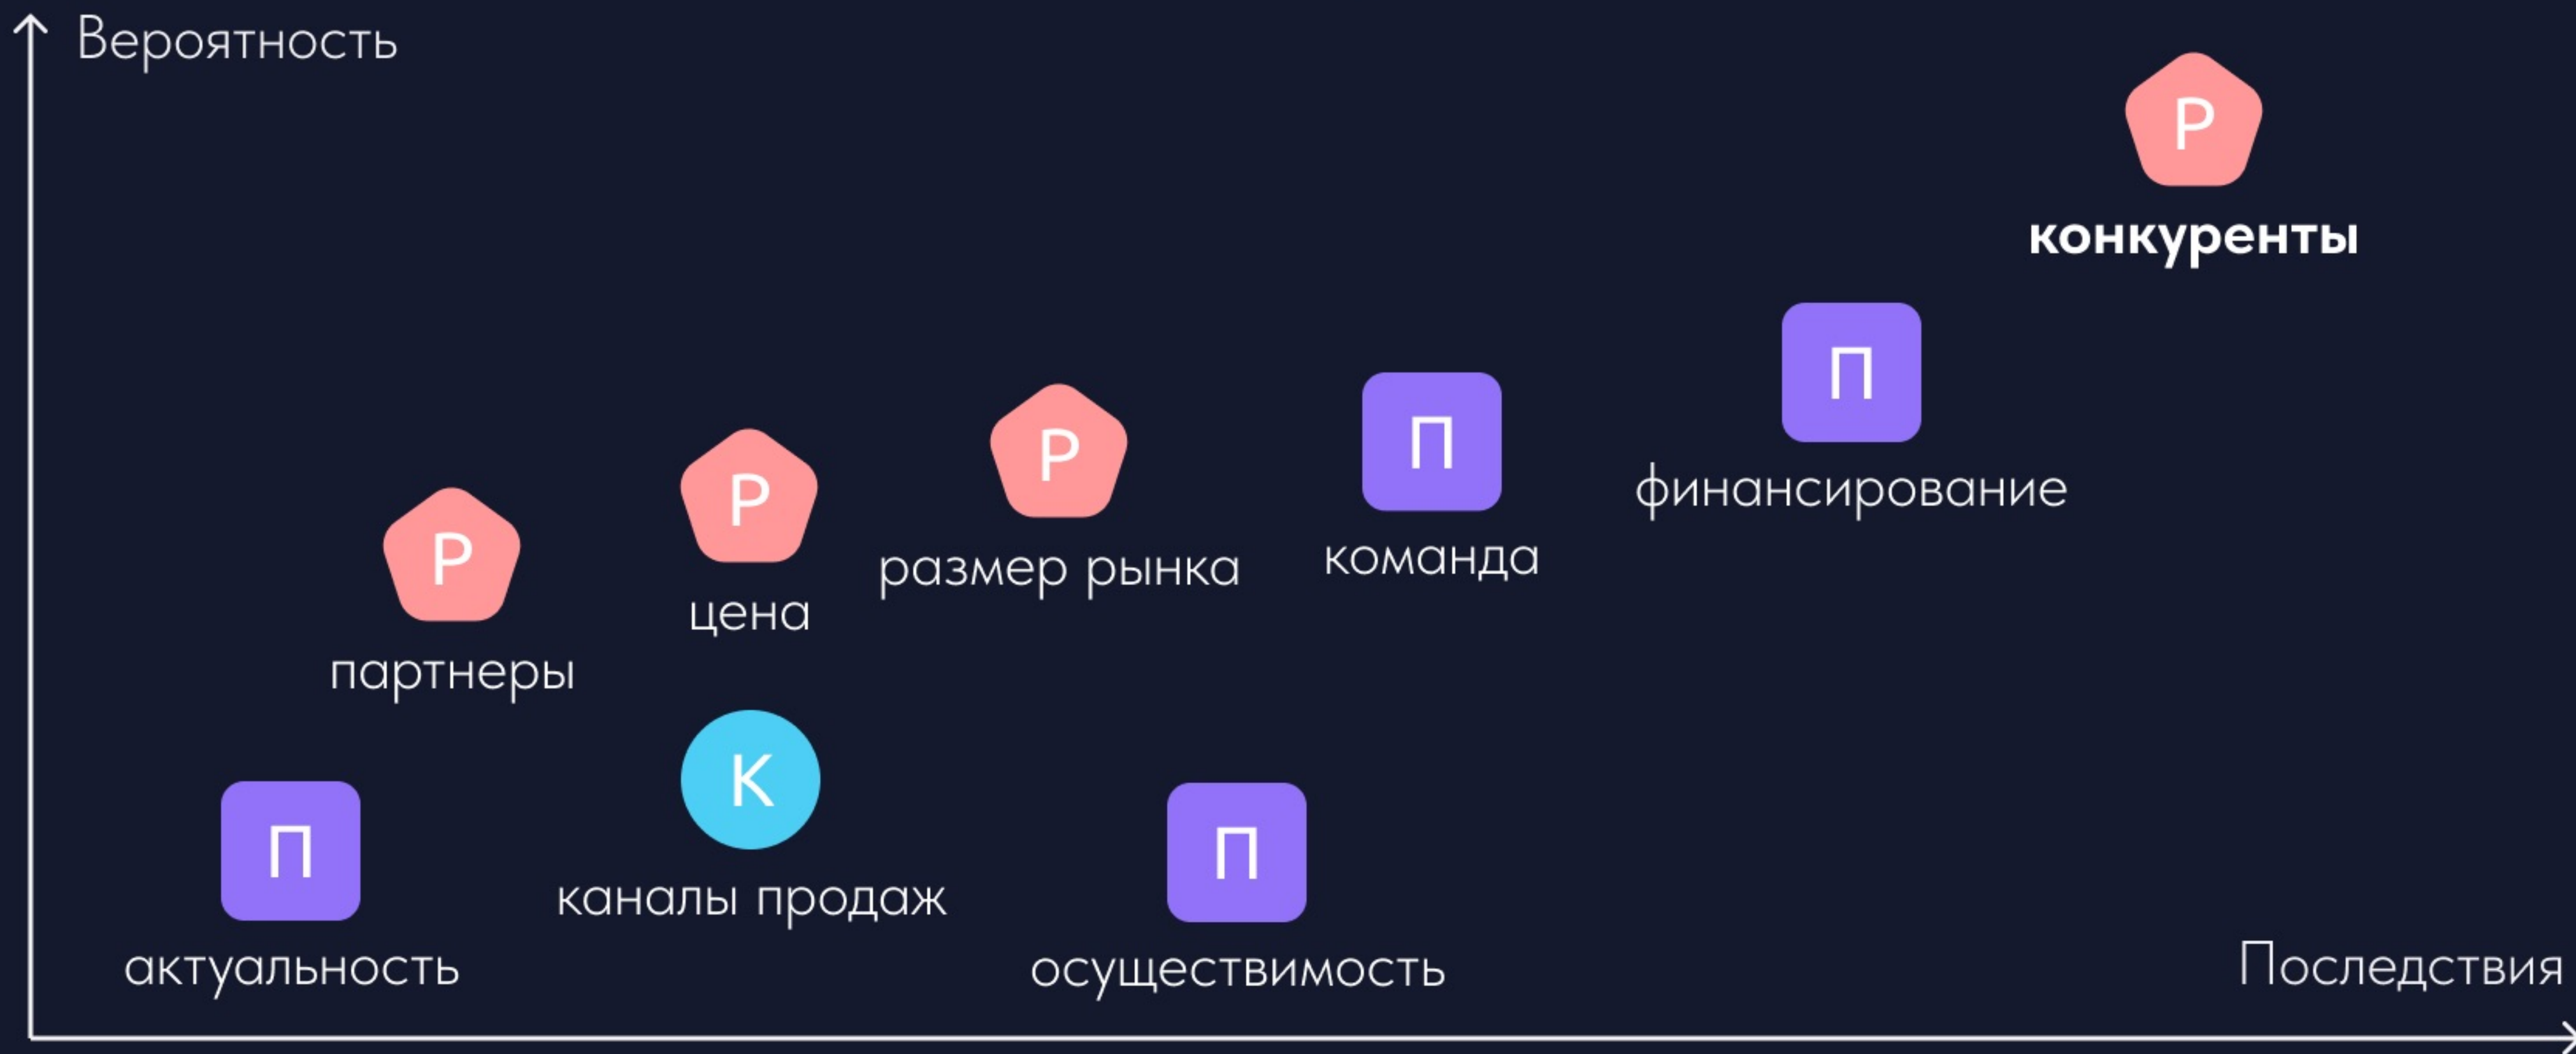 Вероятность
Р
конкуренты
П
финансирование
П
команда
Р
размер рынка
Р
цена
Р
партнеры
К
каналы продаж
П
актуальность
П
осуществимость
Последствия